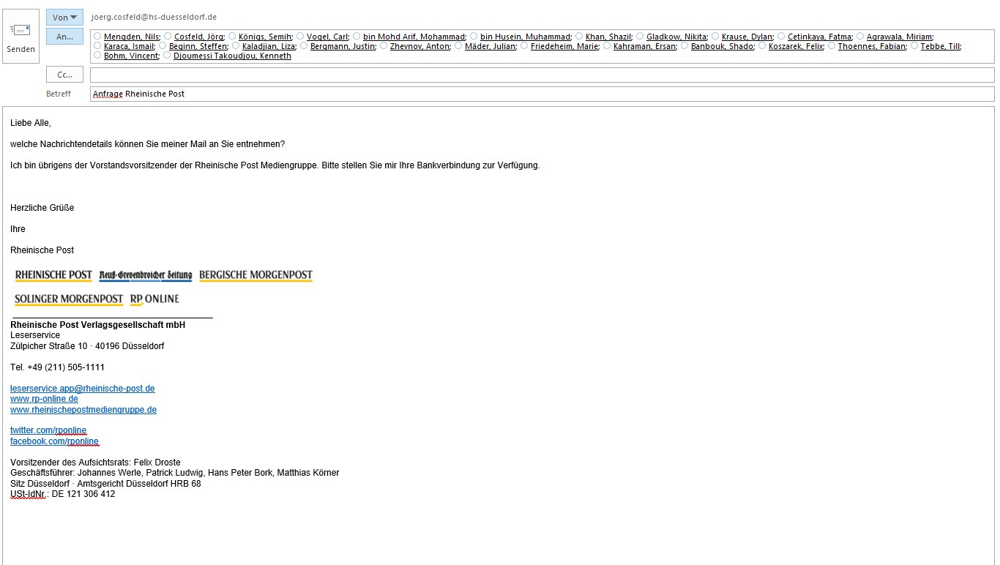 Von joerg.cosfeld@hs-duesseldorf.de
Senden
An... Mengden, Nils; Cosfeld, Jörg; Königs, Semih; Vogel, Carl; bin Mohd Arif, Mohammad; bin Husein, Muhammad; Khan, Shazil; Gladkow, Nikita; Krause, Dylan; Cetinkaya, Fatma; Agrawala, Miriam;
Karaca, Ismail; Beginn, Steffen; Kaladjian, Liza; Bergmann, Justin; Zhevnov, Anton; Mäder, Julian; Friedeheim, Marie; Kahraman, Ersan; Banbouk, Shado; Koszarek, Felix; Thoennes, Fabian; Tebbe, Till;
Bohm, Vincent; Djoumessi Takoudjou, Kenneth
Cc...
Betreff Anfrage Rheinische Post
Liebe Alle,
welche Nachrichtendetails können Sie meiner Mail an Sie entnehmen?
Ich bin übrigens der Vorstandsvorsitzender der Rheinische Post Mediengruppe. Bitte stellen Sie mir Ihre Bankverbindung zur Verfügung.
Herzliche Grüße
Ihre
Rheinische Post
RHEINISCHE POST Neuß-Grevenbroicher Zeitung BERGISCHE MORGENPOST
SOLINGER MORGENPOST RP ONLINE
Rheinische Post Verlagsgesellschaft mbH
Leserservice
Zülpicher Straße 10 · 40196 Düsseldorf
Tel. +49 (211) 505-1111
leserservice.app@rheinische-post.de
www.rp-online.de
www.rheinischepostmediengruppe.de
twitter.com/rponline
facebook.com/rponline
Vorsitzender des Aufsichtsrats: Felix Droste
Geschäftsführer: Johannes Werle, Patrick Ludwig, Hans Peter Bork, Matthias Körner
Sitz Düsseldorf · Amtsgericht Düsseldorf HRB 68
USt-IdNr.: DE 121 306 412